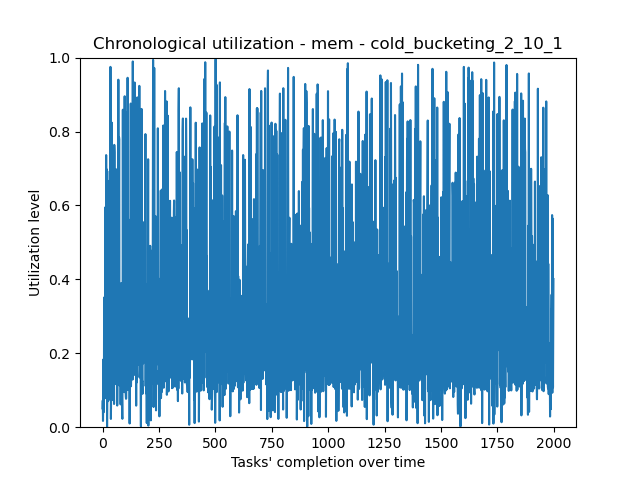 Chronological utilization - mem - cold_bucketing_2_10_1
1.0
0.8
0.6
0.4
0.2
0.0
Utilization level
0 250 500 750 1000 1250 1500 1750 2000
Tasks' completion over time